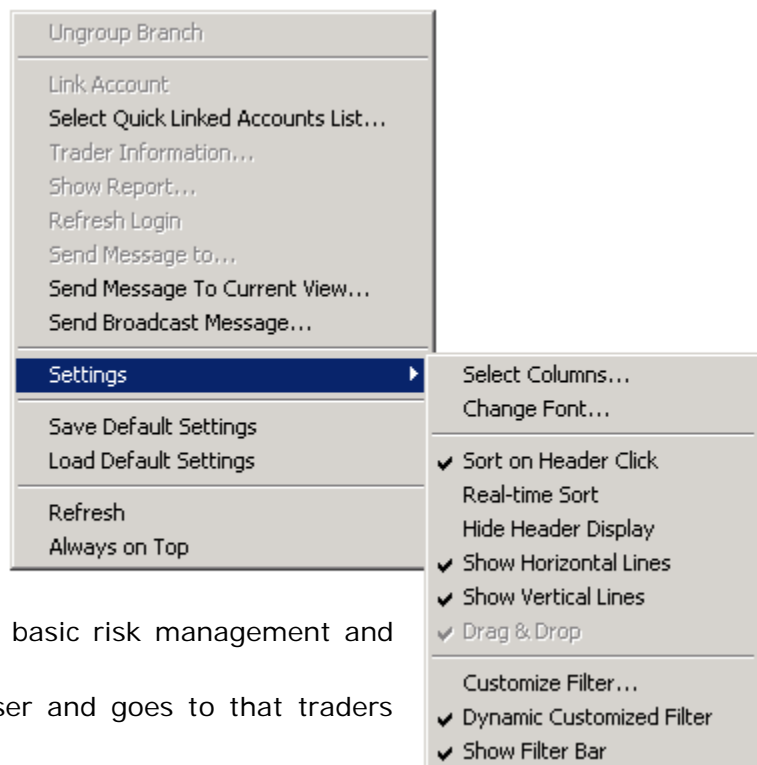 Ungroup Branch
Link Account
Select Quick Linked Accounts List...
Trader Information...
Show Report...
Refresh Login
Send Message to...
Send Message To Current View...
Send Broadcast Message...
Settings
Save Default Settings
Load Default Settings
Refresh
Always on Top
Select Columns...
Change Font...
Sort on Header Click
Real-time Sort
Hide Header Display
Show Horizontal Lines
Show Vertical Lines
Drag & Drop
Customize Filter...
Dynamic Customized Filter
Show Filter Bar
basic risk management and
ser and goes to that traders